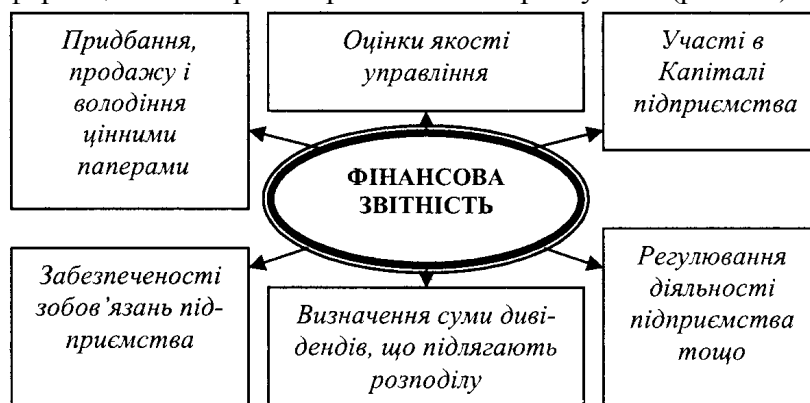 Придбання,
продажу і
володіння
цінними
паперами
Оцінки якості
управління
Участі в
Капіталі
підприємства
ФІНАНСОВА
ЗВІТНІСТЬ
Забезпеченості
зобов’язань під-
приємства
Визначення суми диві-
дендів, що підлягають
розподілу
Регулювання
діяльності
підприємства
тощо